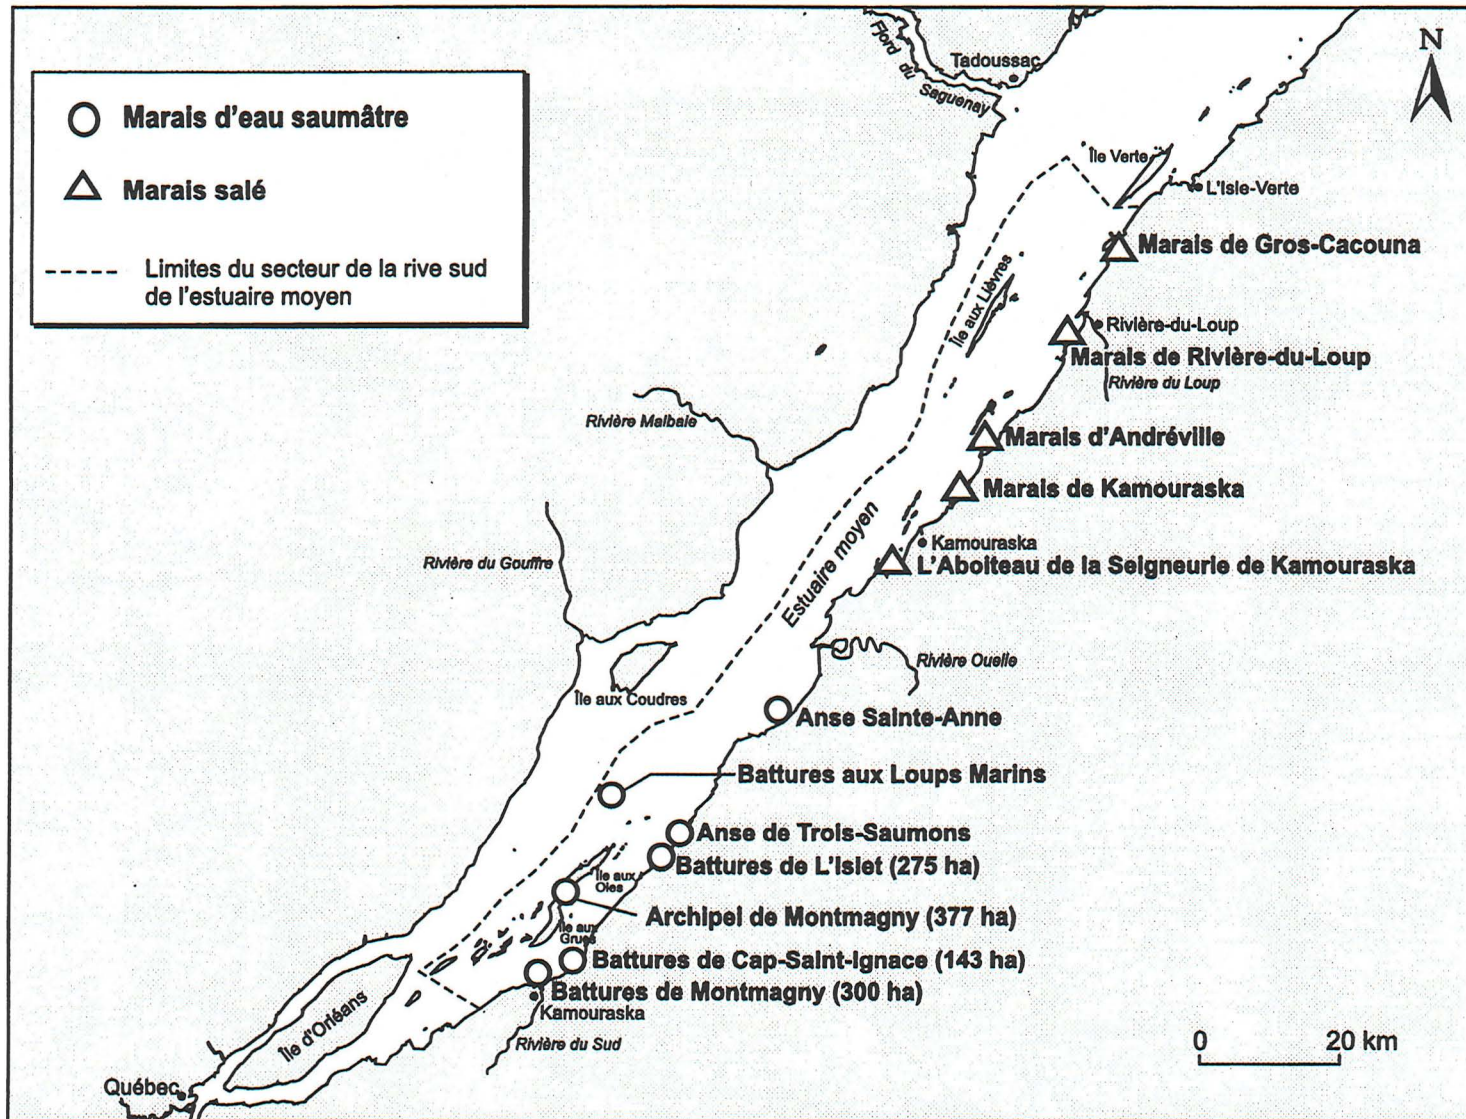 Fjord du Saguenay
Tadoussac
N
Marais d'eau saumâtre
Marais salé
Limites du secteur de la rive sud
de l'estuaire moyen
Île Verte
L'Isle-Verte
Marais de Gros-Cacouna
Île aux Lièvres
Rivière-du-Loup
Marais de Rivière-du-Loup
Rivière du Loup
Rivière Malbaie
Marais d'Andréville
Marais de Kamouraska
Estuaire moyen
Kamouraska
Rivière du Gouffre
L'Aboiteau de la Seigneurie de Kamouraska
Rivière Ouelle
Île aux Coudres
Anse Sainte-Anne
Battures aux Loups Marins
Anse de Trois-Saumons
Battures de L'Islet (275 ha)
Île aux
Oies
Archipel de Montmagny (377 ha)
Île aux
Grues
Battures de Cap-Saint-Ignace (143 ha)
Battures de Montmagny (300 ha)
Kamouraska
Île d'Orléans
Rivière du Sud
0 20 km
Québec